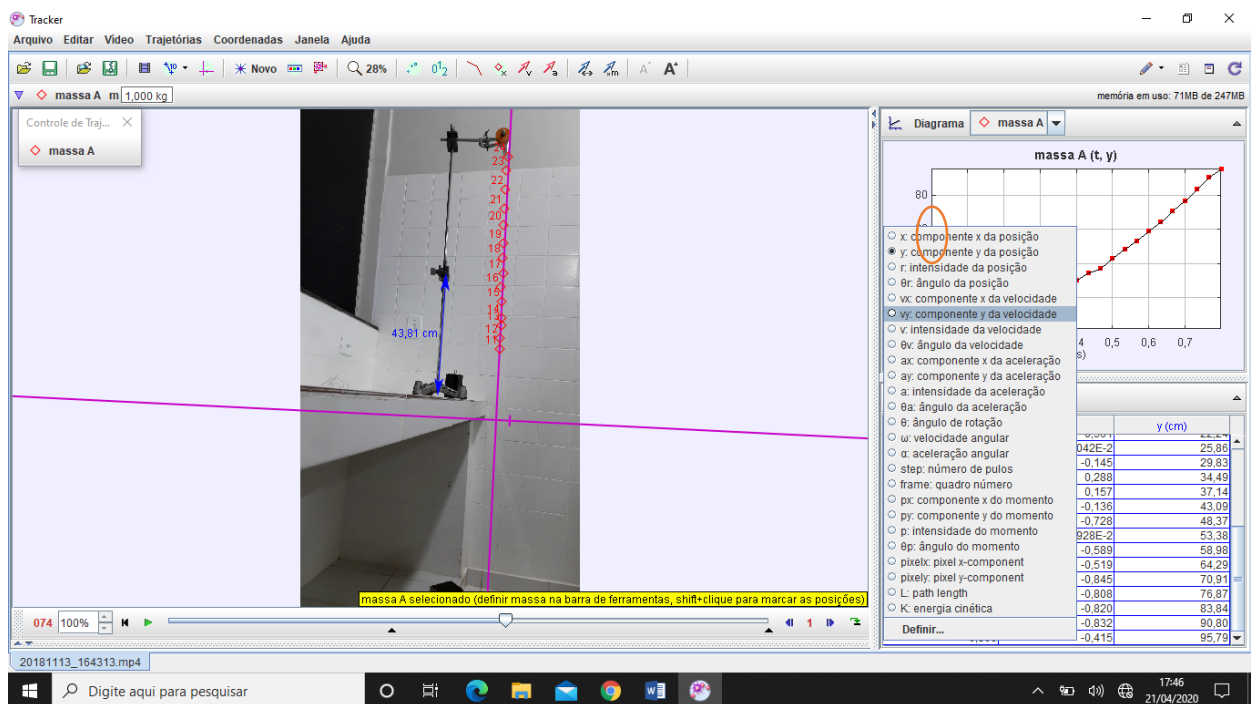 Tracker
Arquivo Editar Video Trajetórias Coordenadas Janela Ajuda
Novo 28%
massa A m 1,000 kg
memória em uso: 71MB de 247MB
Controle de Traj...
massa A
23
22
21
20
19
18
17
16
15
14
13
12
11
43,81 cm
massa A selecionado (definir massa na barra de ferramentas, shift+clique para marcar as posições)
074 100%
1
20181113_164313.mp4
Diagrama massa A
massa A (t, y)
80
0,5 0,6 0,7
x: componente x da posição
y: componente y da posição
r: intensidade da posição
θr: ângulo da posição
vx: componente x da velocidade
vy: componente y da velocidade
v: intensidade da velocidade
θv: ângulo da velocidade
ax: componente x da aceleração
ay: componente y da aceleração
a: intensidade da aceleração
θa: ângulo da aceleração
θ: ângulo de rotação
ω: velocidade angular
α: aceleração angular
step: número de pulos
frame: quadro número
px: componente x do momento
py: componente y do momento
p: intensidade do momento
θp: ângulo do momento
pixelx: pixel x-component
pixely: pixel y-component
L: path length
K: energia cinética
Definir...
y (cm)
042E-2 25,86
-0,145 29,83
0,288 34,49
0,157 37,14
-0,136 43,09
-0,728 48,37
928E-2 53,38
-0,589 58,98
-0,519 64,29
-0,845 70,91
-0,808 76,87
-0,820 83,84
-0,832 90,80
-0,415 95,79
Digite aqui para pesquisar
17:46
21/04/2020